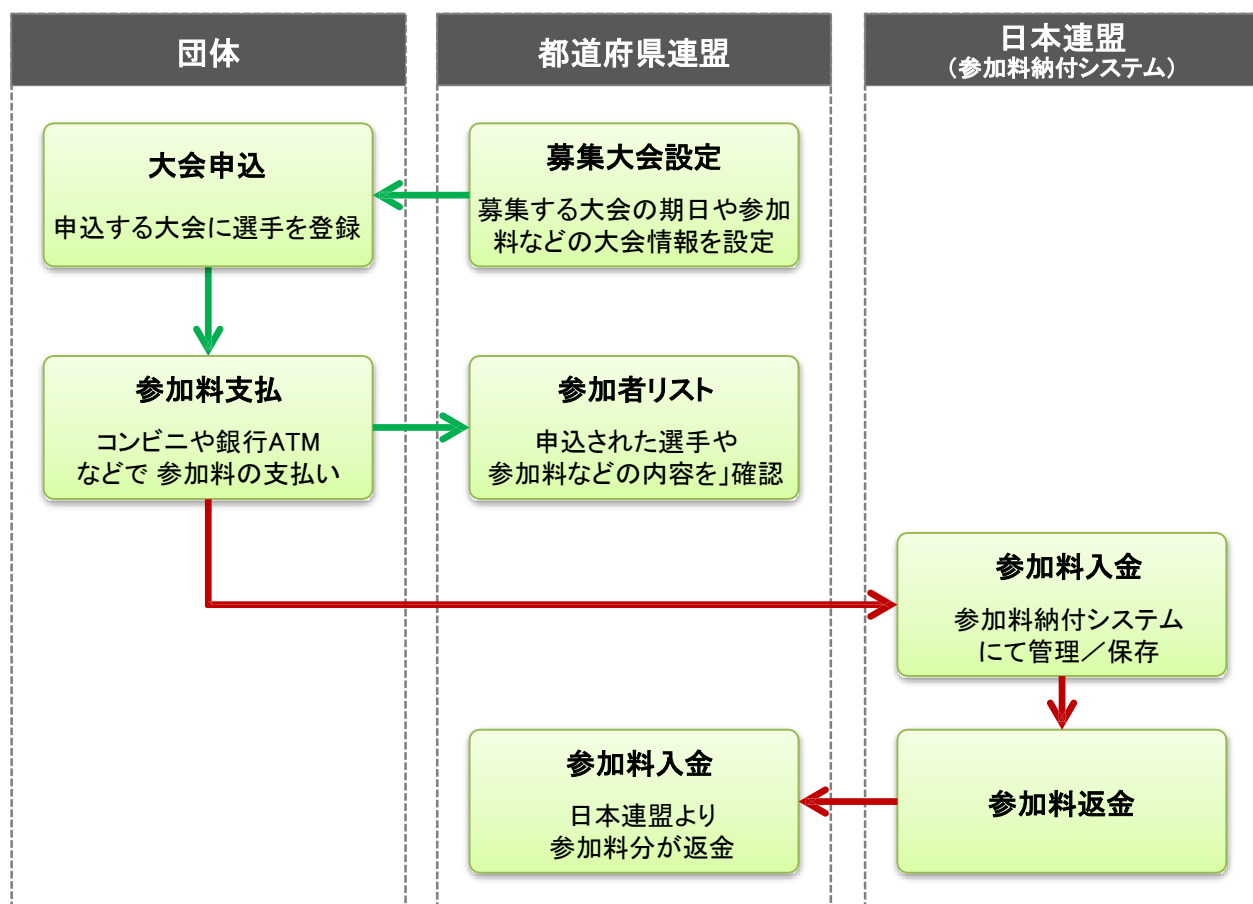 団体
都道府県連盟
日本連盟
(参加料納付システム)
大会申込
申込する大会に選手を登録
募集大会設定
募集する大会の期日や参加
料などの大会情報を設定
参加料支払
コンビニや銀行ATM
などで 参加料の支払い
参加者リスト
申込された選手や
参加料などの内容を」確認
参加料入金
参加料納付システム
にて管理／保存
参加料入金
日本連盟より
参加料分が返金
参加料返金